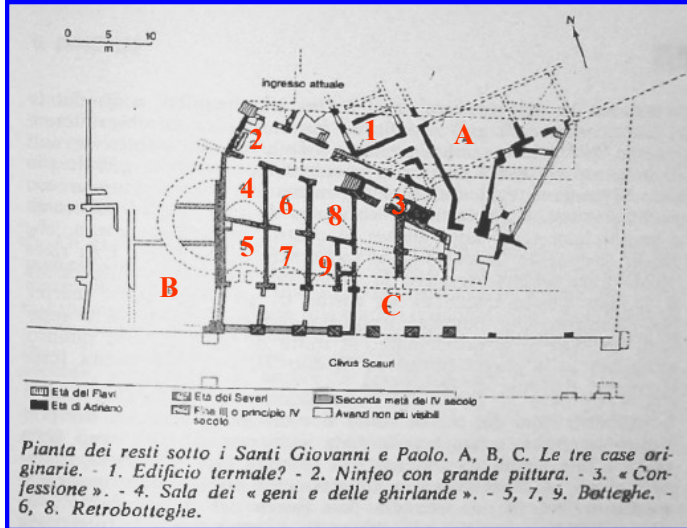 0 5 10
m
N
ingresso attuale
1
A
2
4
6
8
3
5
7
9
B
C
Clivus Scauri
Età dei Flavi
Età di Adriano
Età dei Severi
Fine III o principio IV
secolo
Seconda metà del IV secolo
Avanzi non più visibili
Pianta dei resti sotto i Santi Giovanni e Paolo. A, B, C. Le tre case ori-
ginarie. - 1. Edificio termale? - 2. Ninfeo con grande pittura. - 3. « Con-
fessione ». - 4. Sala dei « geni e delle ghirlande ». - 5, 7, 9. Botteghe. -
6, 8. Retrobotteghe.